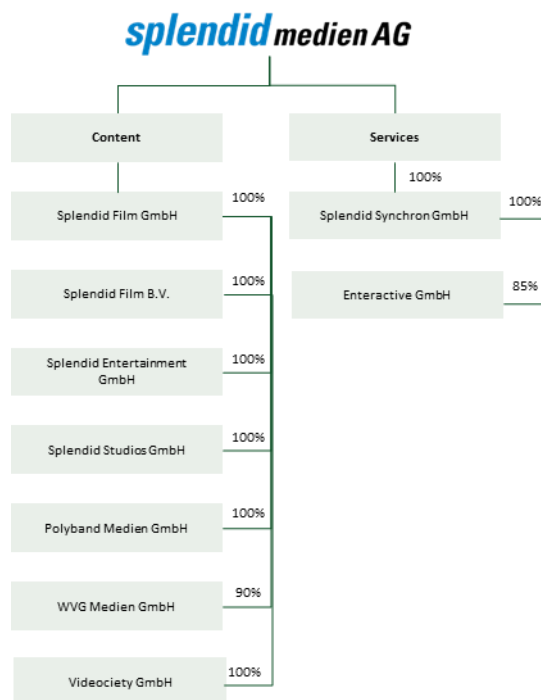 splendid medien AG
Content
Services
100%
Splendid Film GmbH
100%
Splendid Synchron GmbH
100%
Splendid Film B.V.
100%
Enteractive GmbH
85%
Splendid Entertainment
GmbH
100%
Splendid Studios GmbH
100%
Polyband Medien GmbH
100%
WVG Medien GmbH
90%
Videociety GmbH
100%